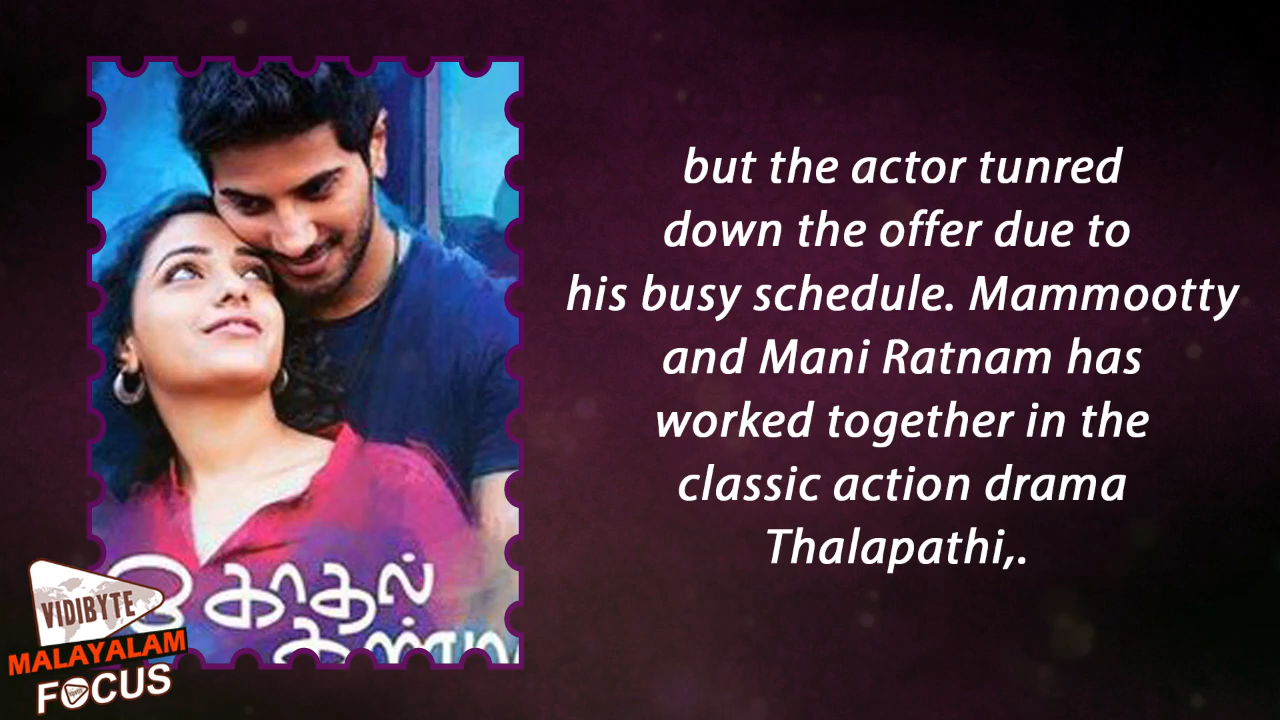 but the actor tunred
down the offer due to
his busy schedule. Mammootty
and Mani Ratnam has
worked together in the
classic action drama
Thalapathi,.
ஓ காதல்
VIDIBYTE
MALAYALAM
FOCUS